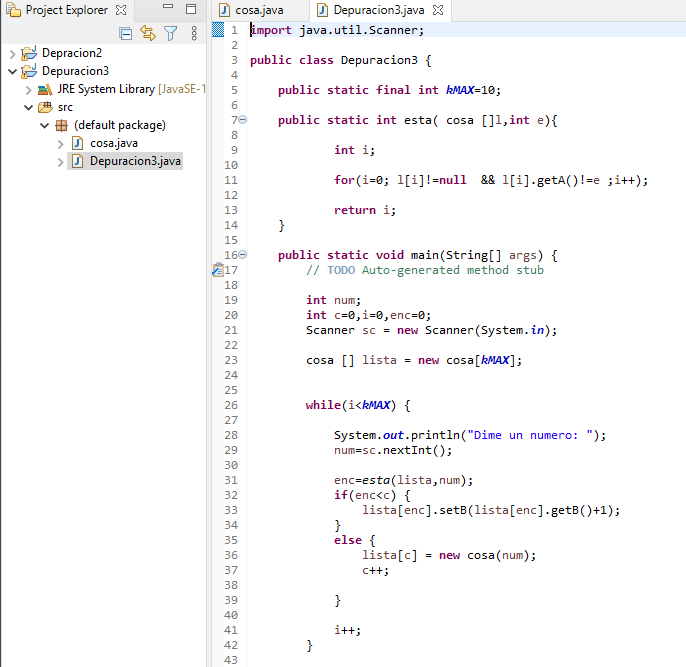 Project Explorer
Depracion2
Depuracion3
JRE System Library [JavaSE-1
src
(default package)
cosa.java
Depuracion3.java
cosa.java
Depuracion3.java
1 import java.util.Scanner;
2
3 public class Depuracion3 {
4
5 public static final int kMAX=10;
6
7 public static int esta( cosa []l,int e){
8
9 int i;
10
11 for(i=0; l[i]!=null  && l[i].getA()!=e ;i++);
12
13 return i;
14 }
15
16 public static void main(String[] args) {
17 // TODO Auto-generated method stub
18
19 int num;
20 int c=0,i=0,enc=0;
21 Scanner sc = new Scanner(System.in);
22
23 cosa [] lista = new cosa[kMAX];
24
25
26 while(i<kMAX) {
27
28 System.out.println("Dime un numero: ");
29 num=sc.nextInt();
30
31 enc=esta(lista,num);
32 if(enc<c) {
33 lista[enc].setB(lista[enc].getB()+1);
34 }
35 else {
36 lista[c] = new cosa(num);
37 c++;
38
39 }
40
41 i++;
42 }
43